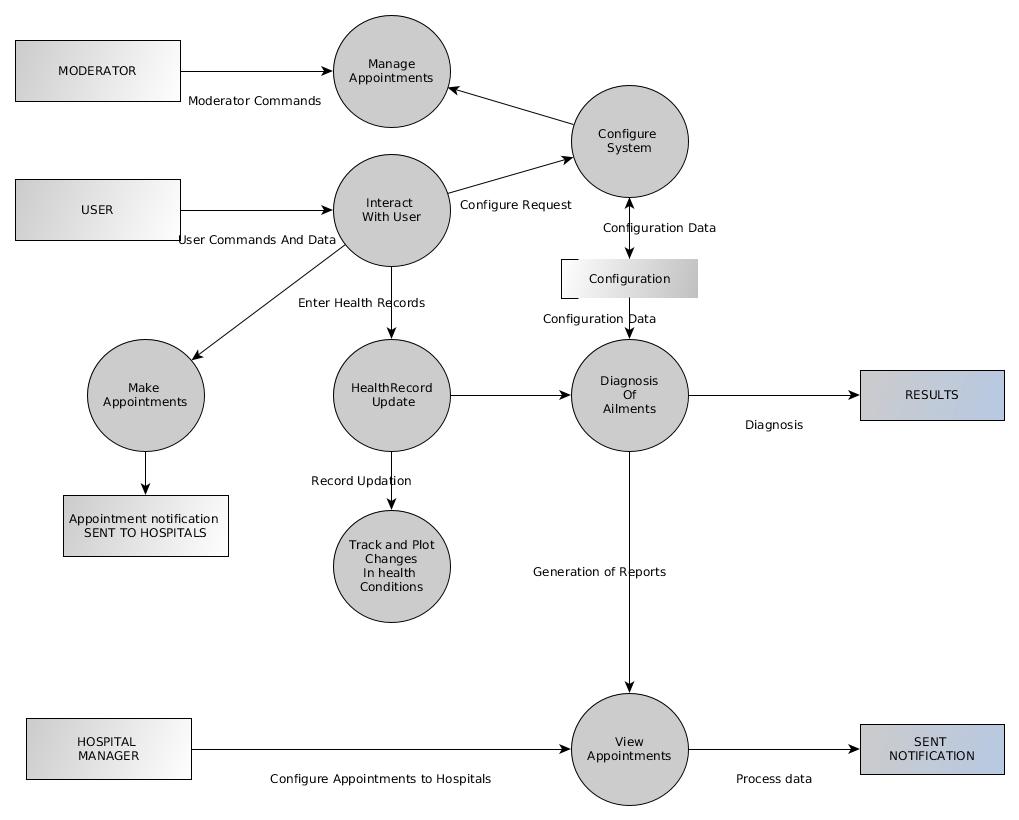 Manage
Appointments
MODERATOR
Moderator Commands
Configure
System
Interact
With User
USER
Configure Request
User Commands And Data
Configuration Data
Configuration
Enter Health Records
Configuration Data
Make
Appointments
HealthRecord
Update
Diagnosis
Of
Ailments
RESULTS
Diagnosis
Record Updation
Appointment notification
SENT TO HOSPITALS
Track and Plot
Changes
In health
Conditions
Generation of Reports
HOSPITAL
MANAGER
View
Appointments
SENT
NOTIFICATION
Configure Appointments to Hospitals
Process data